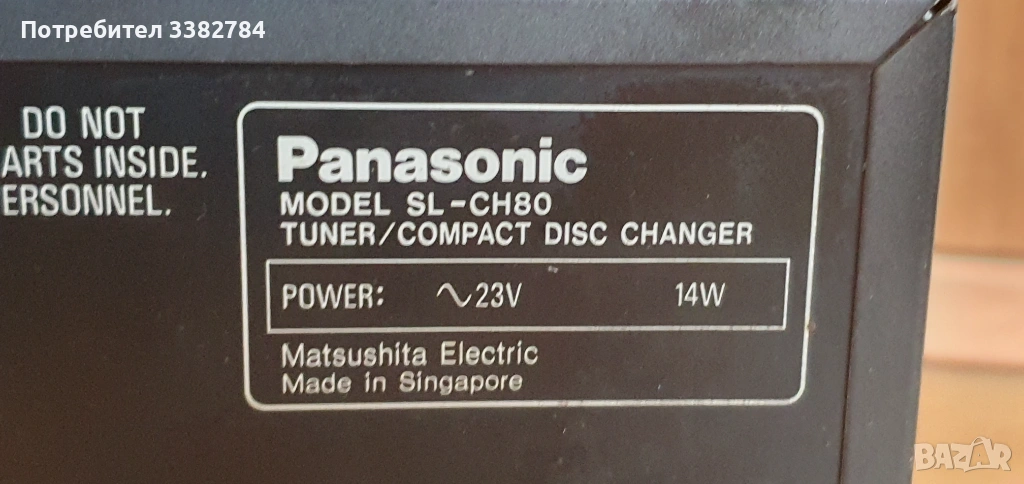 Потребител 3382784
DO NOT
ARTS INSIDE.
ERSONNEL.
Panasonic
MODEL SL-CH80
TUNER/COMPACT DISC CHANGER
POWER: ∿23V 14W
Matsushita Electric
Made in Singapore
BAZAR